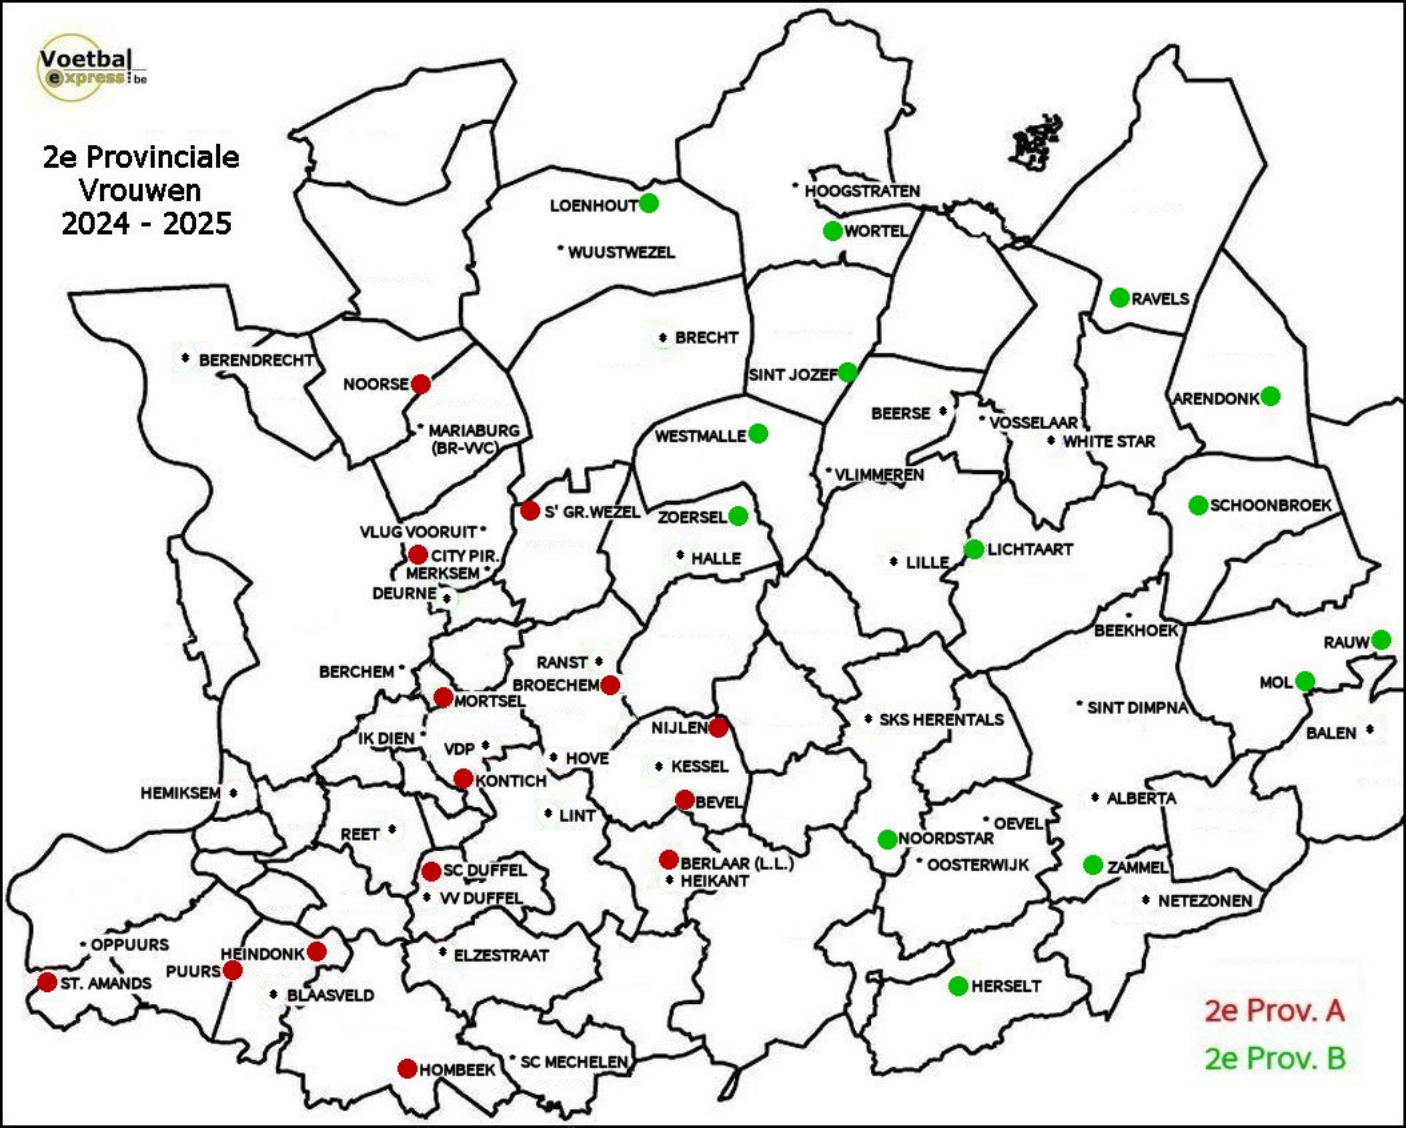 Voetbal
express.be
2e Provinciale
Vrouwen
2024 - 2025
HOOGSTRATEN
LOENHOUT
WORTEL
WUUSTWEZEL
RAVELS
BRECHT
BERENDRECHT
SINT JOZEF
NOORSE
ARENDONK
BEERSE
VOSSELAAR
MARIABURG
(BR-VVC)
WESTMALLE
WHITE STAR
VLIMMEREN
SCHOONBROEK
S' GR.WEZEL
ZOERSEL
VLUG VOORUIT
LICHTAART
CITY PIR.
HALLE
LILLE
MERKSEM
DEURNE
BEEKHOEK
RAUW
RANST
BERCHEM
BROECHEM
MOL
MORTSEL
SINT DIMPNA
SKS HERENTALS
NIJLEN
BALEN
IK DIEN
VDP
HOVE
KESSEL
KONTICH
HEMIKSEM
ALBERTA
BEVEL
LINT
OEVEL
REET
NOORDSTAR
BERLAAR (L.L.)
OOSTERWIJK
ZAMMEL
SC DUFFEL
HEIKANT
VV DUFFEL
NETEZONEN
OPPUURS
HEINDONK
ELZESTRAAT
PUURS
ST. AMANDS
HERSELT
BLAASVELD
2e Prov. A
2e Prov. B
SC MECHELEN
HOMBEEK